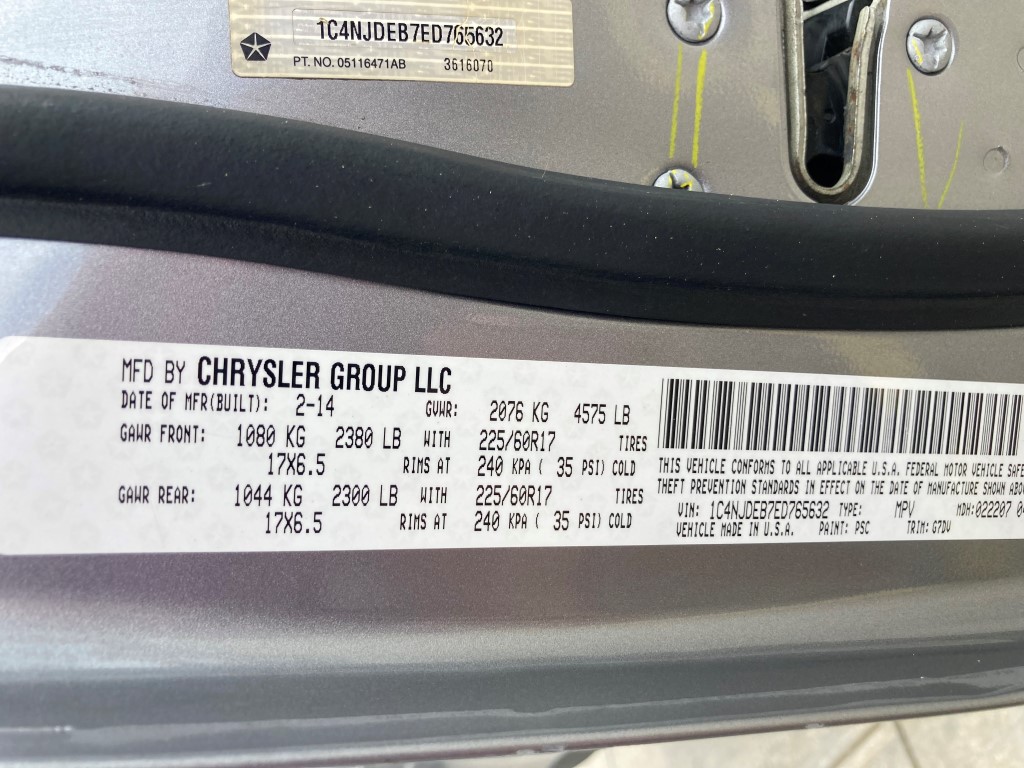 1C4NJDEB7ED765632
PT. NO. 05116471AB 3616070
MFD BY CHRYSLER GROUP LLC
DATE OF MFR(BUILT): 2-14 GVWR: 2076 KG 4575 LB
GAWR FRONT: 1080 KG 2380 LB WITH 225/60R17 TIRES
17X6.5 RIMS AT 240 KPA ( 35 PSI) COLD
GAWR REAR: 1044 KG 2300 LB WITH 225/60R17 TIRES
17X6.5 RIMS AT 240 KPA ( 35 PSI) COLD
THIS VEHICLE CONFORMS TO ALL APPLICABLE U.S.A. FEDERAL MOTOR VEHICLE SAFE
THEFT PREVENTION STANDARDS IN EFFECT ON THE DATE OF MANUFACTURE SHOWN ABO
VIN: 1C4NJDEB7ED765632 TYPE: MPV MDH:022207 0
VEHICLE MADE IN U.S.A. PAINT: PSC TRIM: G7DV